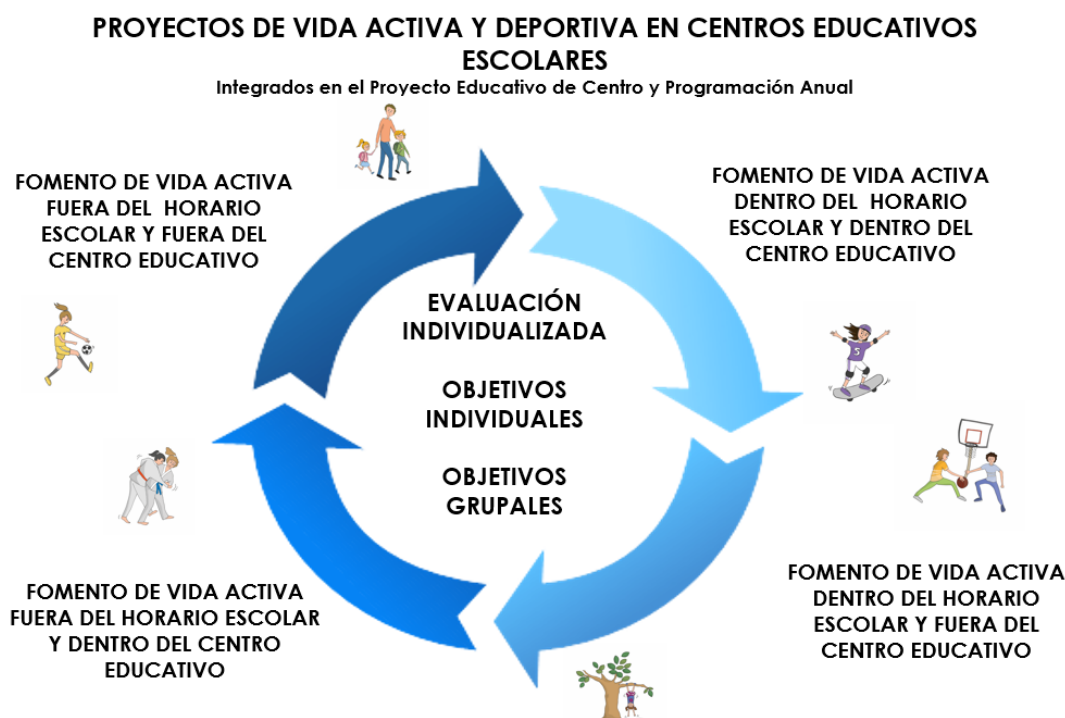 PROYECTOS DE VIDA ACTIVA Y DEPORTIVA EN CENTROS EDUCATIVOS
ESCOLARES
Integrados en el Proyecto Educativo de Centro y Programación Anual
FOMENTO DE VIDA ACTIVA
FUERA DEL HORARIO
ESCOLAR Y FUERA DEL
CENTRO EDUCATIVO
FOMENTO DE VIDA ACTIVA
DENTRO DEL HORARIO
ESCOLAR Y DENTRO DEL
CENTRO EDUCATIVO
EVALUACIÓN
INDIVIDUALIZADA
OBJETIVOS
INDIVIDUALES
OBJETIVOS
GRUPALES
FOMENTO DE VIDA ACTIVA
FUERA DEL HORARIO ESCOLAR
Y DENTRO DEL CENTRO
EDUCATIVO
FOMENTO DE VIDA ACTIVA
DENTRO DEL HORARIO
ESCOLAR Y FUERA DEL
CENTRO EDUCATIVO
5